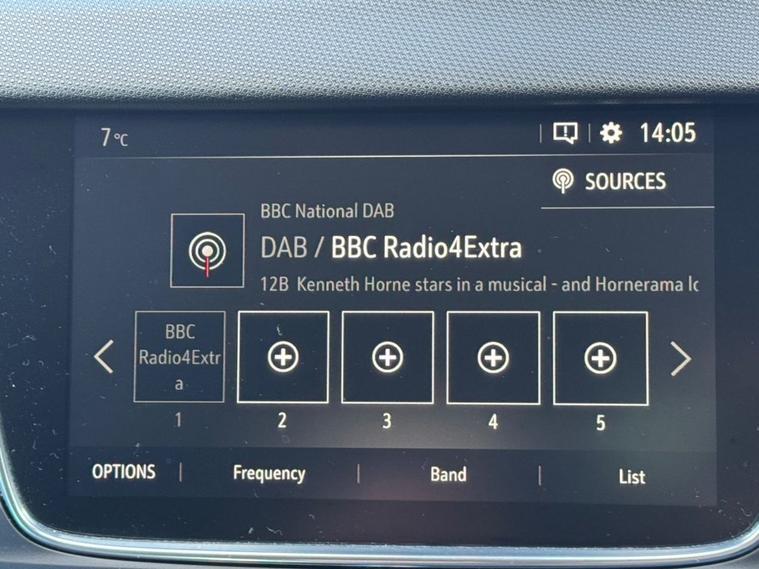 7 °C
14:05
SOURCES
BBC National DAB
DAB / BBC Radio4Extra
12B Kenneth Horne stars in a musical - and Hornerama
BBC
Radio4Extr
a
1 2 3 4 5
OPTIONS Frequency Band List